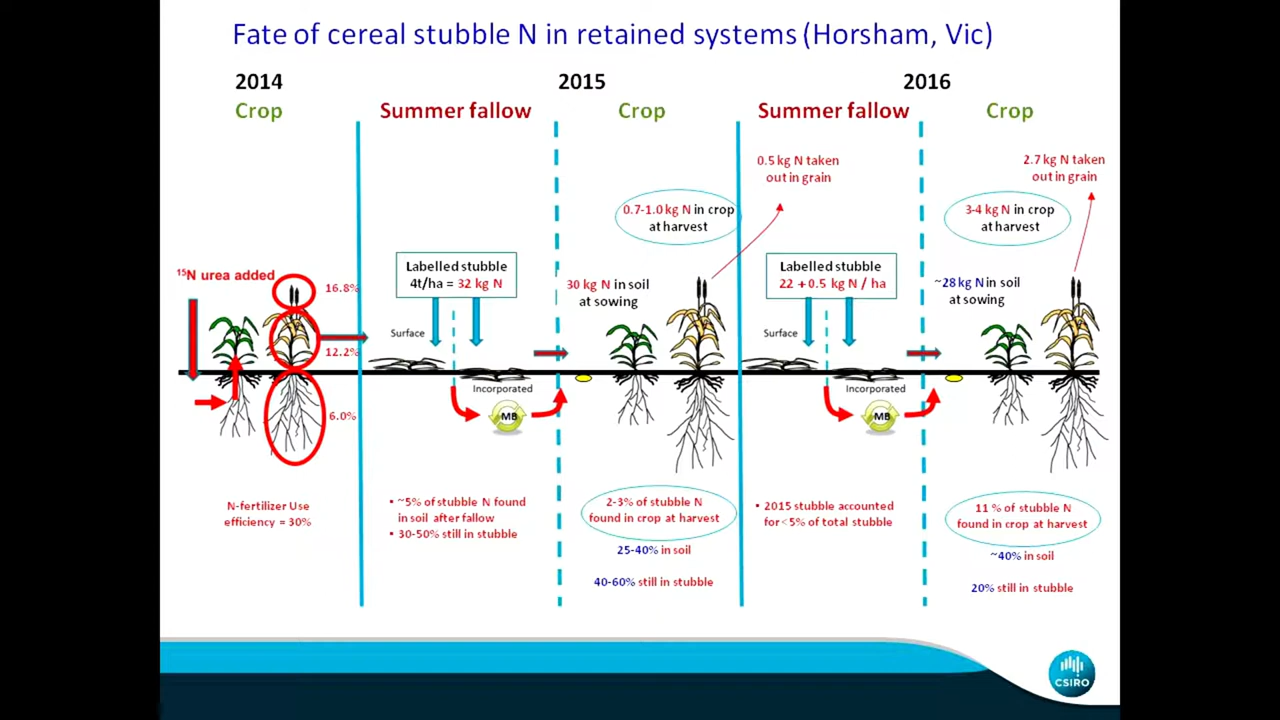 Fate of cereal stubble N in retained systems (Horsham, Vic)
2014
Crop
Summer fallow
2015
Crop
Summer fallow
2016
Crop
0.5 kg N taken
out in grain
2.7 kg N taken
out in grain
0.7-1.0 kg N in crop
at harvest
3-4 kg N in crop
at harvest
¹⁵N urea added
16.8%
12.2%
6.0%
Labelled stubble
4t/ha = 32 kg N
30 kg N in soil
at sowing
Labelled stubble
22 + 0.5 kg N / ha
~28 kg N in soil
at sowing
Surface
Incorporated
MB
Surface
Incorporated
MB
N-fertilizer Use
efficiency = 30%
▪ ~5% of stubble N found
in soil after fallow
▪ 30-50% still in stubble
2-3% of stubble N
found in crop at harvest
25-40% in soil
40-60% still in stubble
▪ 2015 stubble accounted
for <5% of total stubble
11 % of stubble N
found in crop at harvest
~40% in soil
20% still in stubble
CSIRO